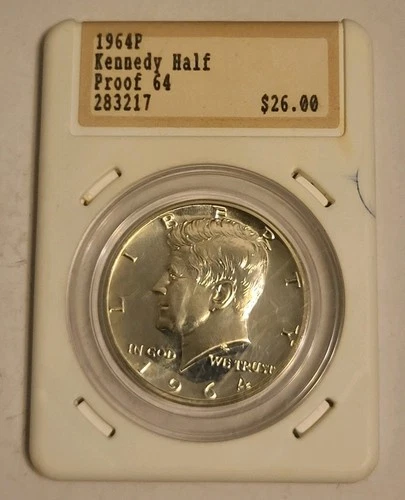 1964P
Kennedy Half
Proof 64
283217 $26.00
LIBERTY
IN GOD WE TRUST
1964